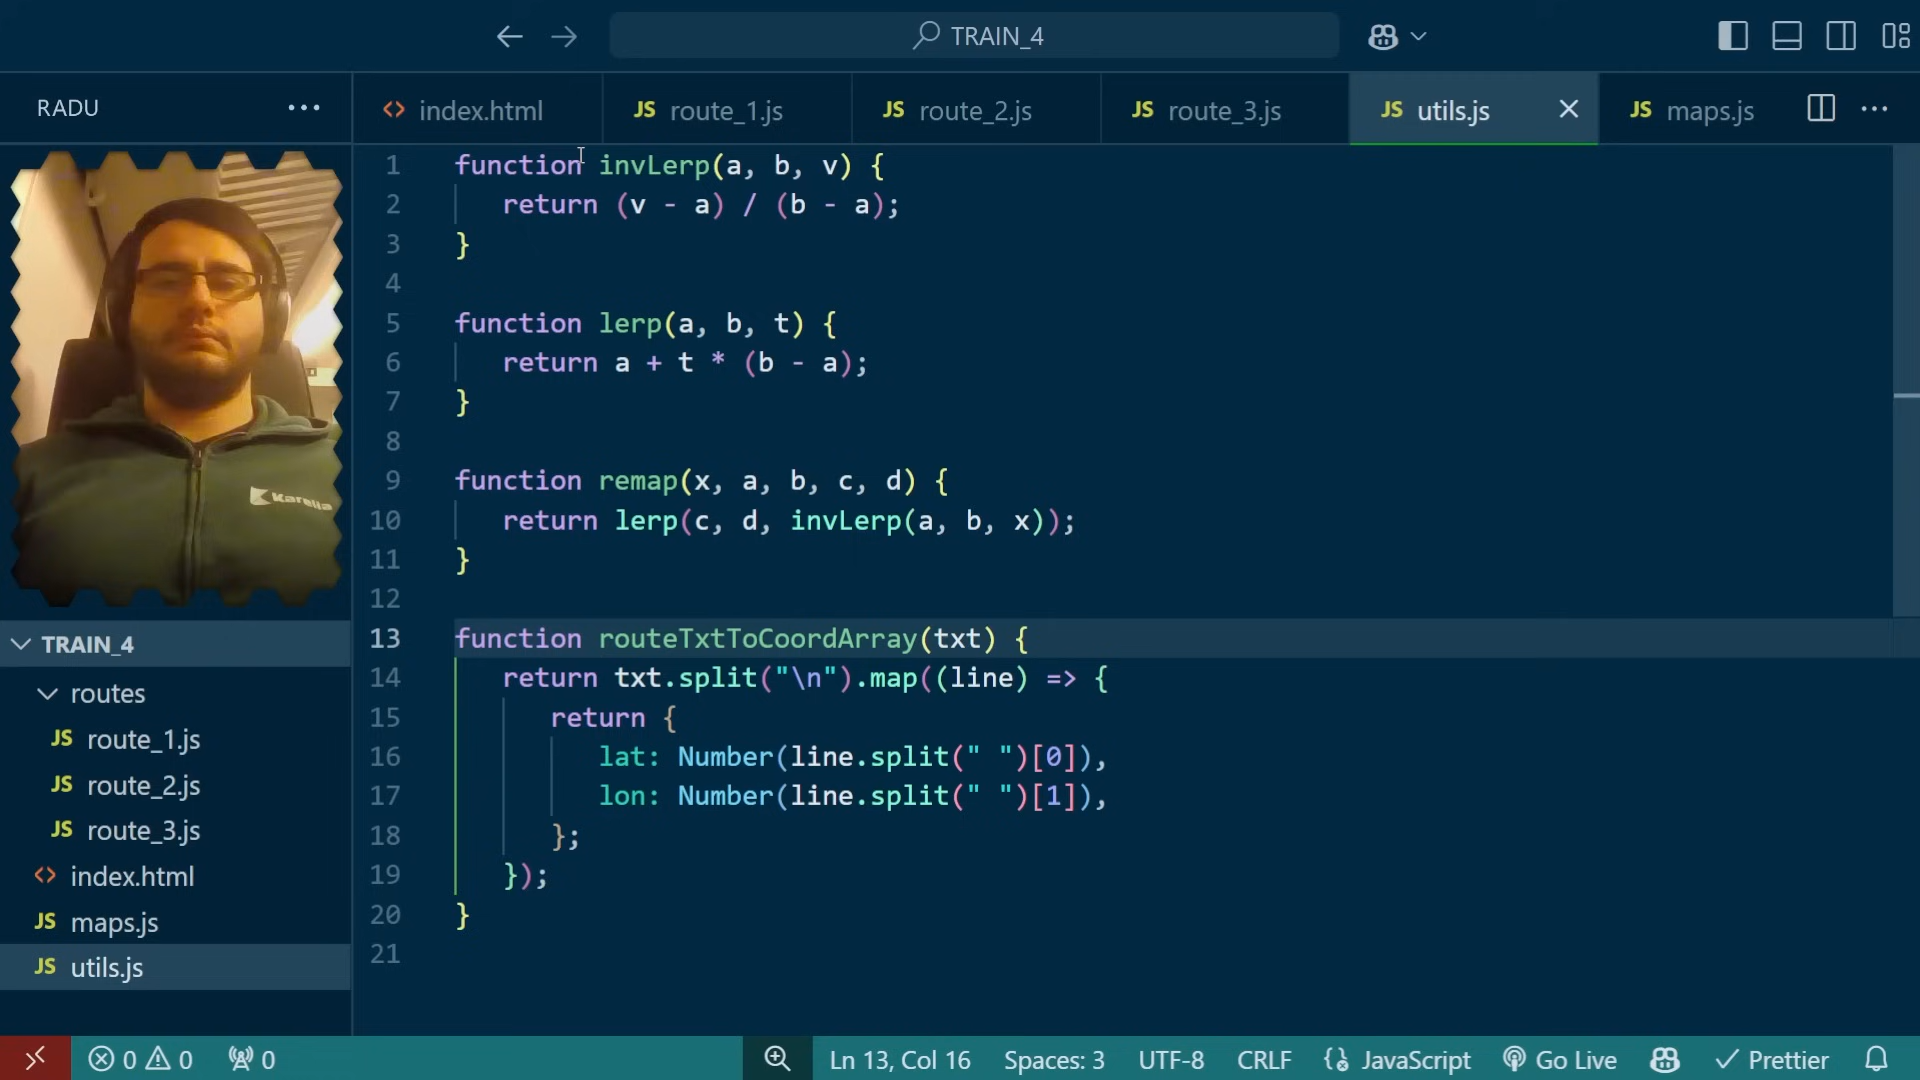 TRAIN_4
RADU
index.html
JS route_1.js
JS route_2.js
JS route_3.js
JS utils.js
JS maps.js
1 function invLerp(a, b, v) {
2 return (v - a) / (b - a);
3 }
4
5 function lerp(a, b, t) {
6 return a + t * (b - a);
7 }
8
9 function remap(x, a, b, c, d) {
10 return lerp(c, d, invLerp(a, b, x));
11 }
12
13 function routeTxtToCoordArray(txt) {
14 return txt.split("\n").map((line) => {
15 return {
16 lat: Number(line.split(" ")[0]),
17 lon: Number(line.split(" ")[1]),
18 };
19 });
20 }
21
Karelia
TRAIN_4
routes
JS route_1.js
JS route_2.js
JS route_3.js
index.html
JS maps.js
JS utils.js
0 0 0
Ln 13, Col 16 Spaces: 3 UTF-8 CRLF JavaScript Go Live Prettier